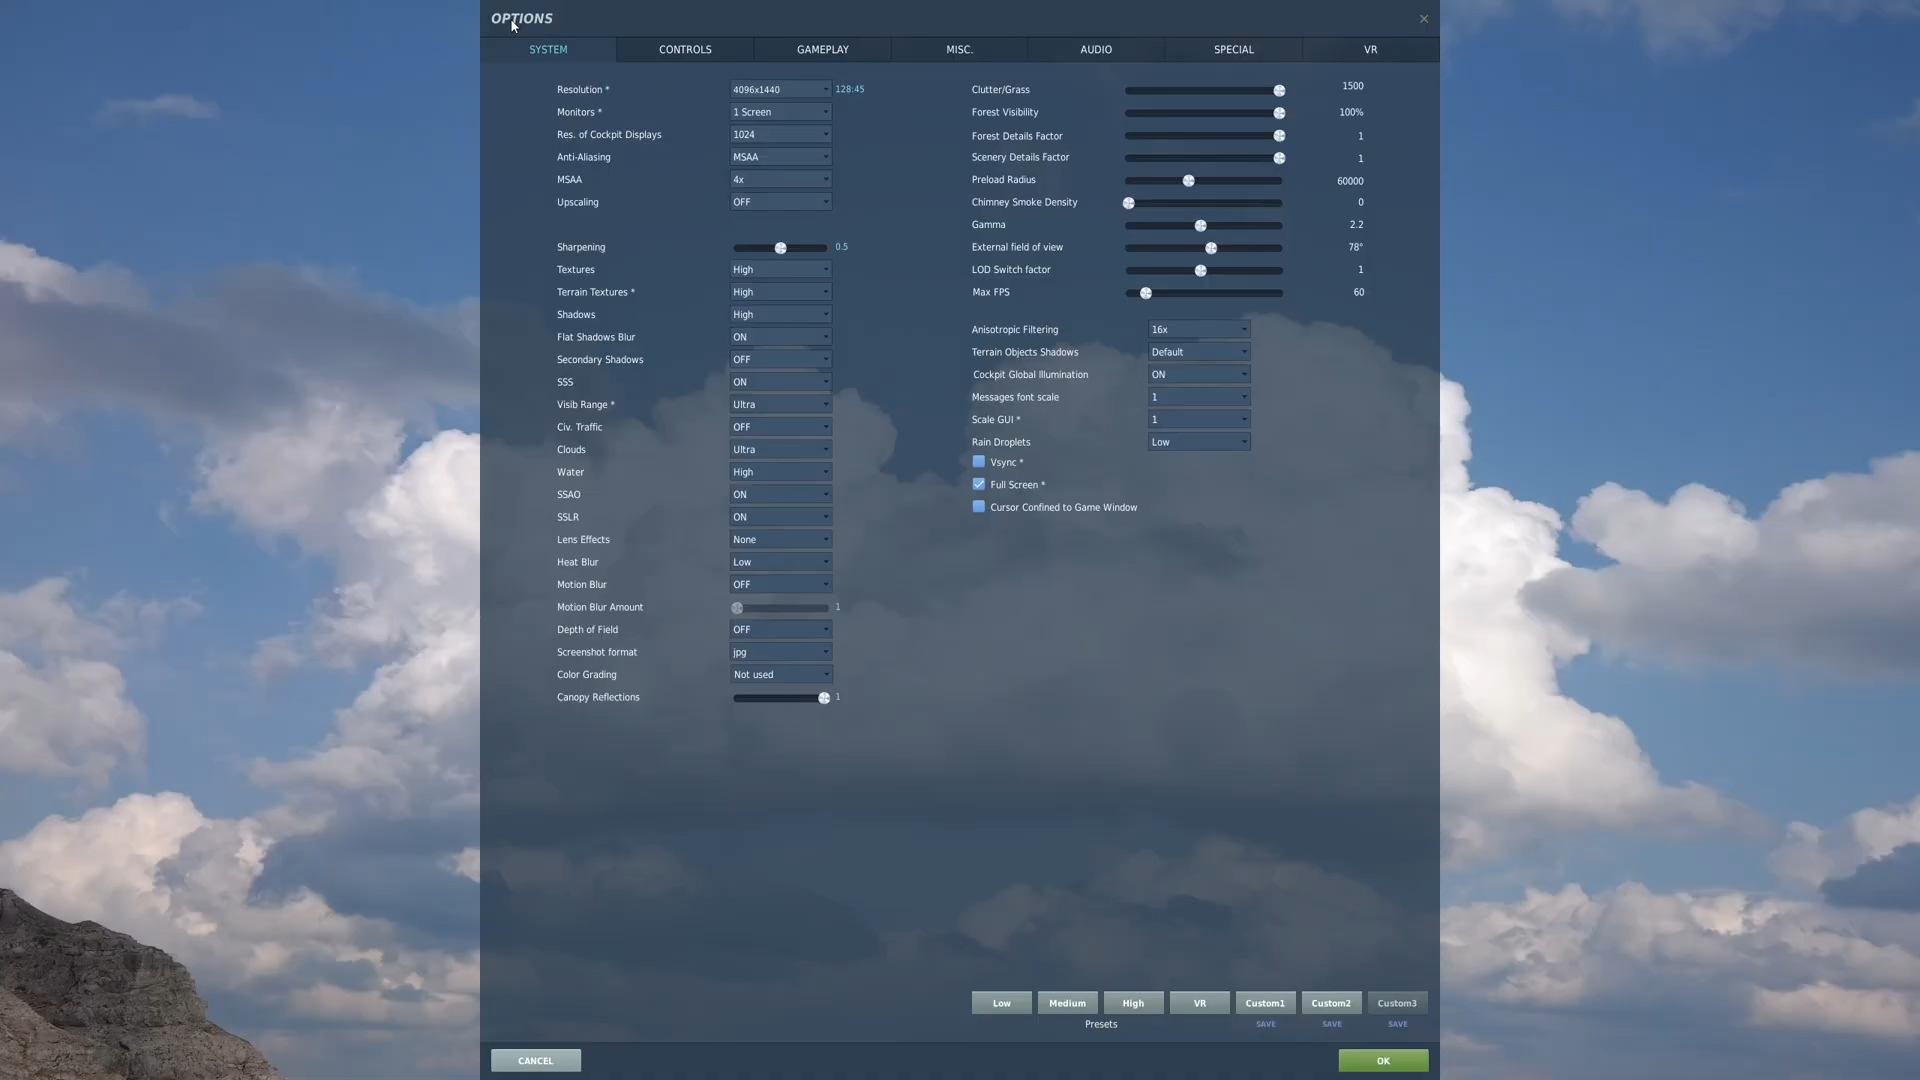 OPTIONS
SYSTEM CONTROLS GAMEPLAY MISC. AUDIO SPECIAL VR
Resolution * 4096x1440 128:45
Monitors * 1 Screen
Res. of Cockpit Displays 1024
Anti-Aliasing MSAA
MSAA 4x
Upscaling OFF
Sharpening 0.5
Textures High
Terrain Textures * High
Shadows High
Flat Shadows Blur ON
Secondary Shadows OFF
SSS ON
Visib Range * Ultra
Civ. Traffic OFF
Clouds Ultra
Water High
SSAO ON
SSLR ON
Lens Effects None
Heat Blur Low
Motion Blur OFF
Motion Blur Amount 1
Depth of Field OFF
Screenshot format jpg
Color Grading Not used
Canopy Reflections 1
Clutter/Grass 1500
Forest Visibility 100%
Forest Details Factor 1
Scenery Details Factor 1
Preload Radius 60000
Chimney Smoke Density 0
Gamma 2.2
External field of view 78°
LOD Switch factor 1
Max FPS 60
Anisotropic Filtering 16x
Terrain Objects Shadows Default
Cockpit Global Illumination ON
Messages font scale 1
Scale GUI * 1
Rain Droplets Low
Vsync *
Full Screen *
Cursor Confined to Game Window
Low Medium High VR Custom1 Custom2 Custom3
Presets SAVE SAVE SAVE
CANCEL OK